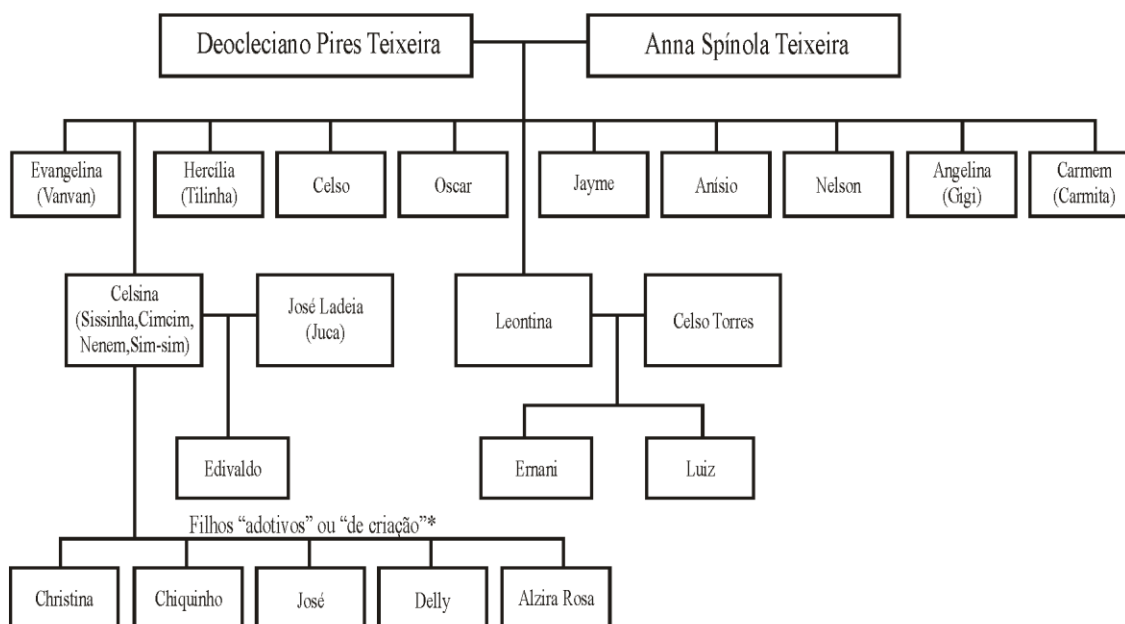 Deocleciano Pires Teixeira
Anna Spínola Teixeira
Evangelina
(Vanvan)
Hercília
(Tilinha)
Celso
Oscar
Jayme
Anísio
Nelson
Angelina
(Gigi)
Carmem
(Carmita)
Celsina
(Sissinha,Cimcim,
Nenem,Sim-sim)
José Ladeia
(Juca)
Leontina
Celso Torres
Edivaldo
Ernani
Luiz
Filhos “adotivos” ou “de criação”*
Christina
Chiquinho
José
Delly
Alzira Rosa